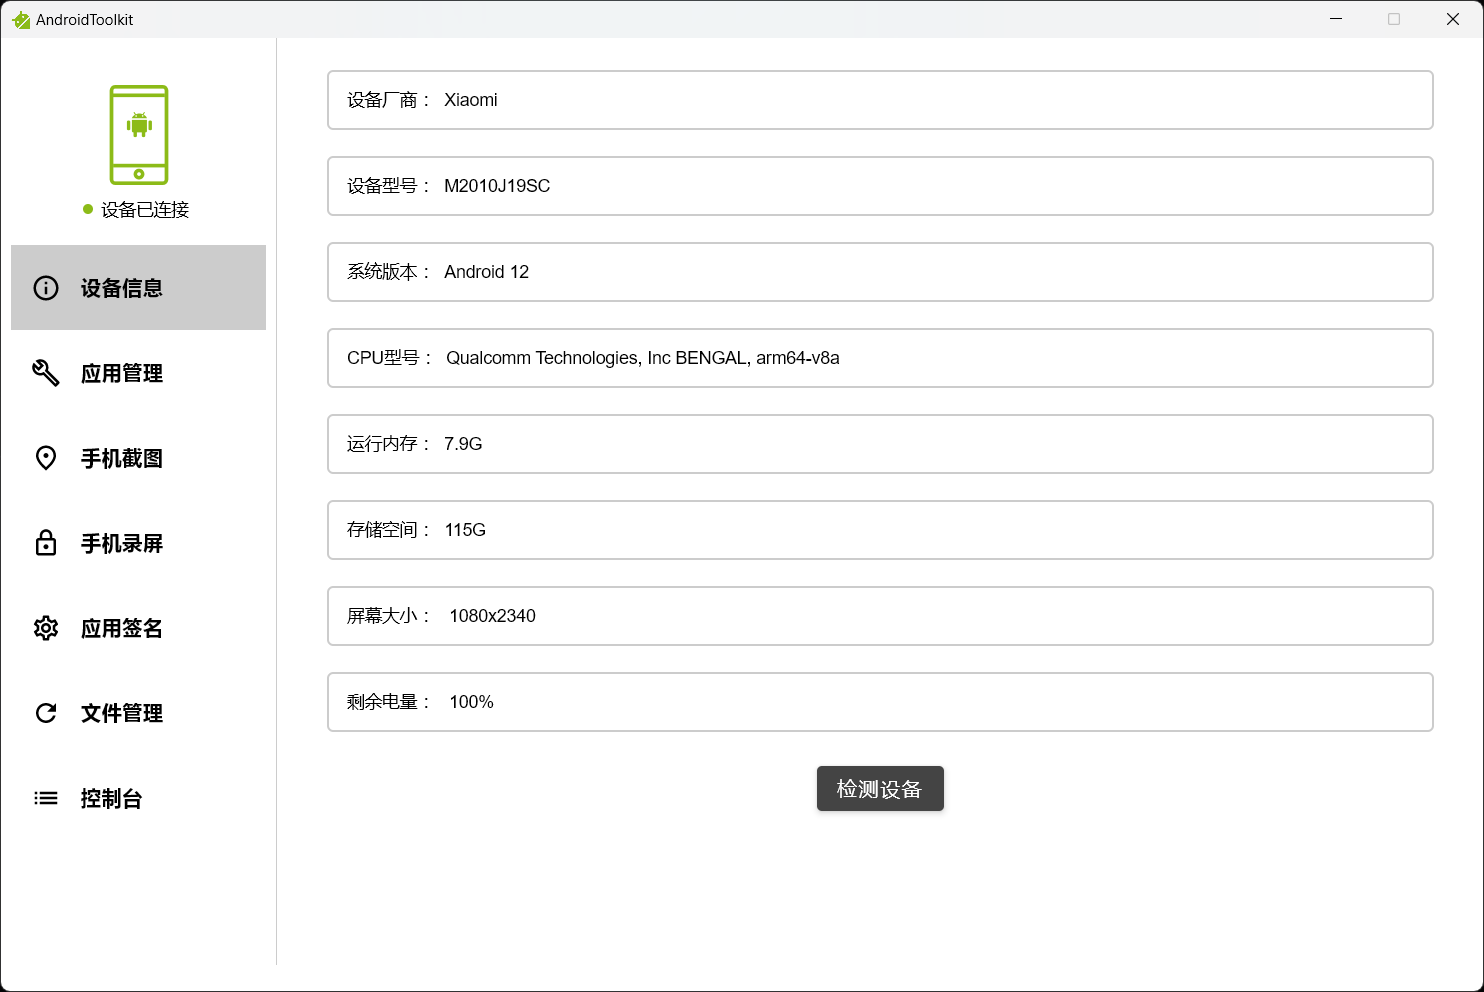 AndroidToolkit
设备已连接
设备信息
应用管理
手机截图
手机录屏
应用签名
文件管理
控制台
设备厂商： Xiaomi
设备型号： M2010J19SC
系统版本： Android 12
CPU型号： Qualcomm Technologies, Inc BENGAL, arm64-v8a
运行内存： 7.9G
存储空间： 115G
屏幕大小： 1080x2340
剩余电量： 100%
检测设备